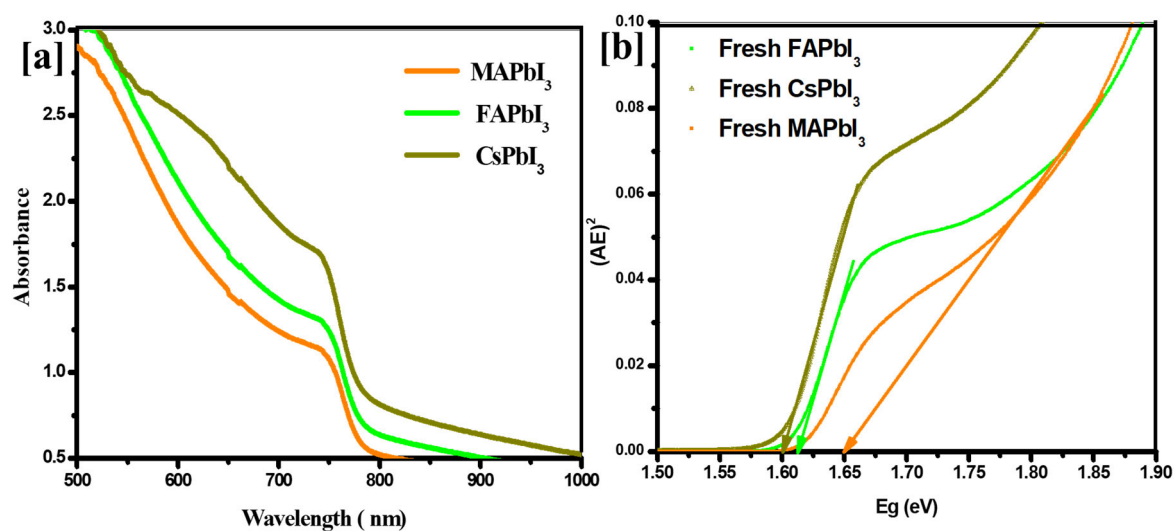 [a]
3.0
2.5
2.0
1.5
1.0
0.5
Absorbance
500 600 700 800 900 1000
Wavelength ( nm)
MAPbI₃
FAPbI₃
CsPbI₃
[b]
0.10
0.08
0.06
0.04
0.02
0.00
(AE)²
1.50 1.55 1.60 1.65 1.70 1.75 1.80 1.85 1.90
Eg (eV)
Fresh FAPbI₃
Fresh CsPbI₃
Fresh MAPbI₃